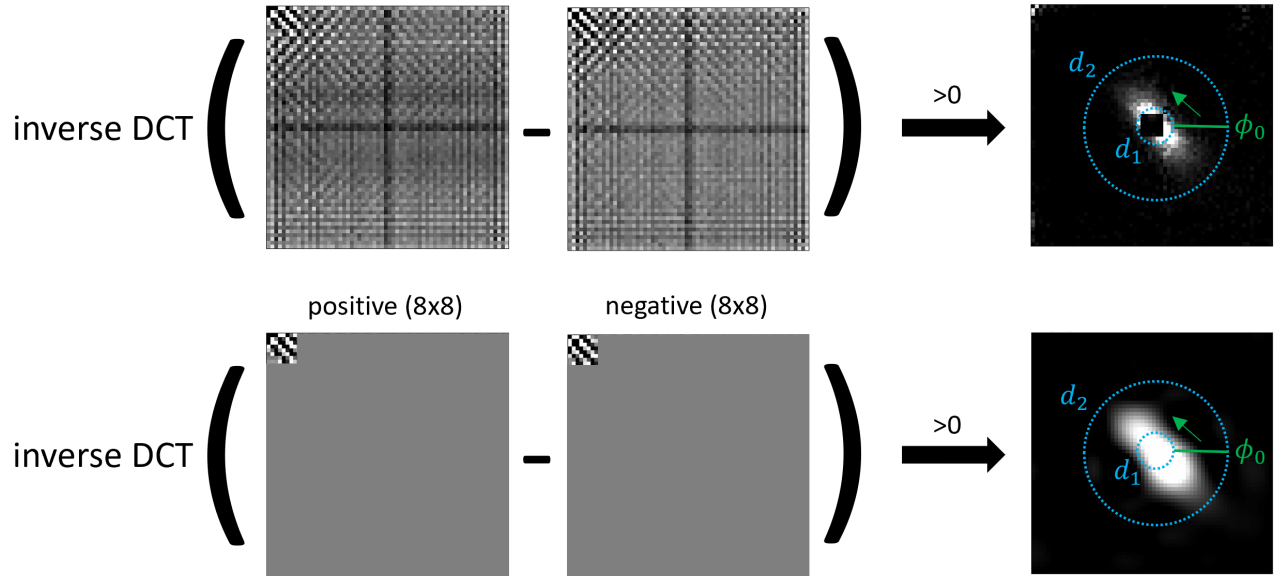 inverse DCT ( - ) >0 d₂ d₁ ϕ₀
positive (8x8) negative (8x8)
inverse DCT ( - ) >0 d₂ d₁ ϕ₀